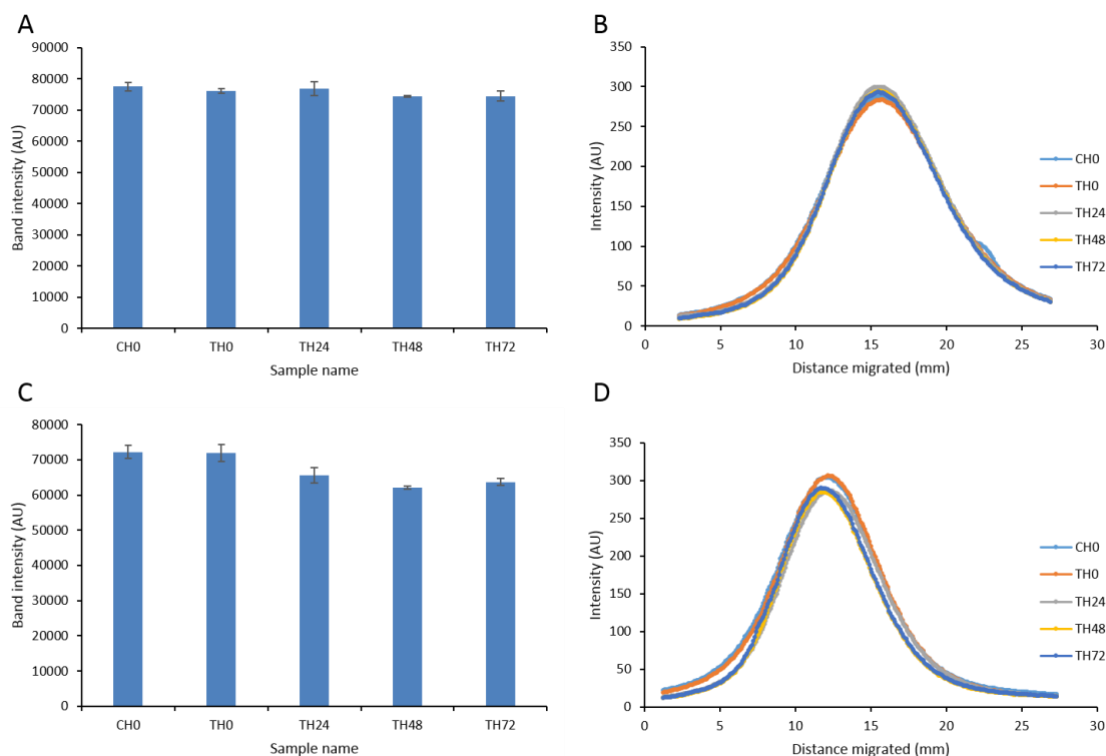 A
90000
80000
70000
60000
50000
40000
30000
20000
10000
0
Band intensity (AU)
CH0 TH0 TH24 TH48 TH72
Sample name
B
350
300
250
200
150
100
50
0
Intensity (AU)
0 5 10 15 20 25 30
Distance migrated (mm)
CH0
TH0
TH24
TH48
TH72
C
80000
70000
60000
50000
40000
30000
20000
10000
0
Band intensity (AU)
CH0 TH0 TH24 TH48 TH72
Sample name
D
350
300
250
200
150
100
50
0
Intensity (AU)
0 5 10 15 20 25 30
Distance migrated (mm)
CH0
TH0
TH24
TH48
TH72